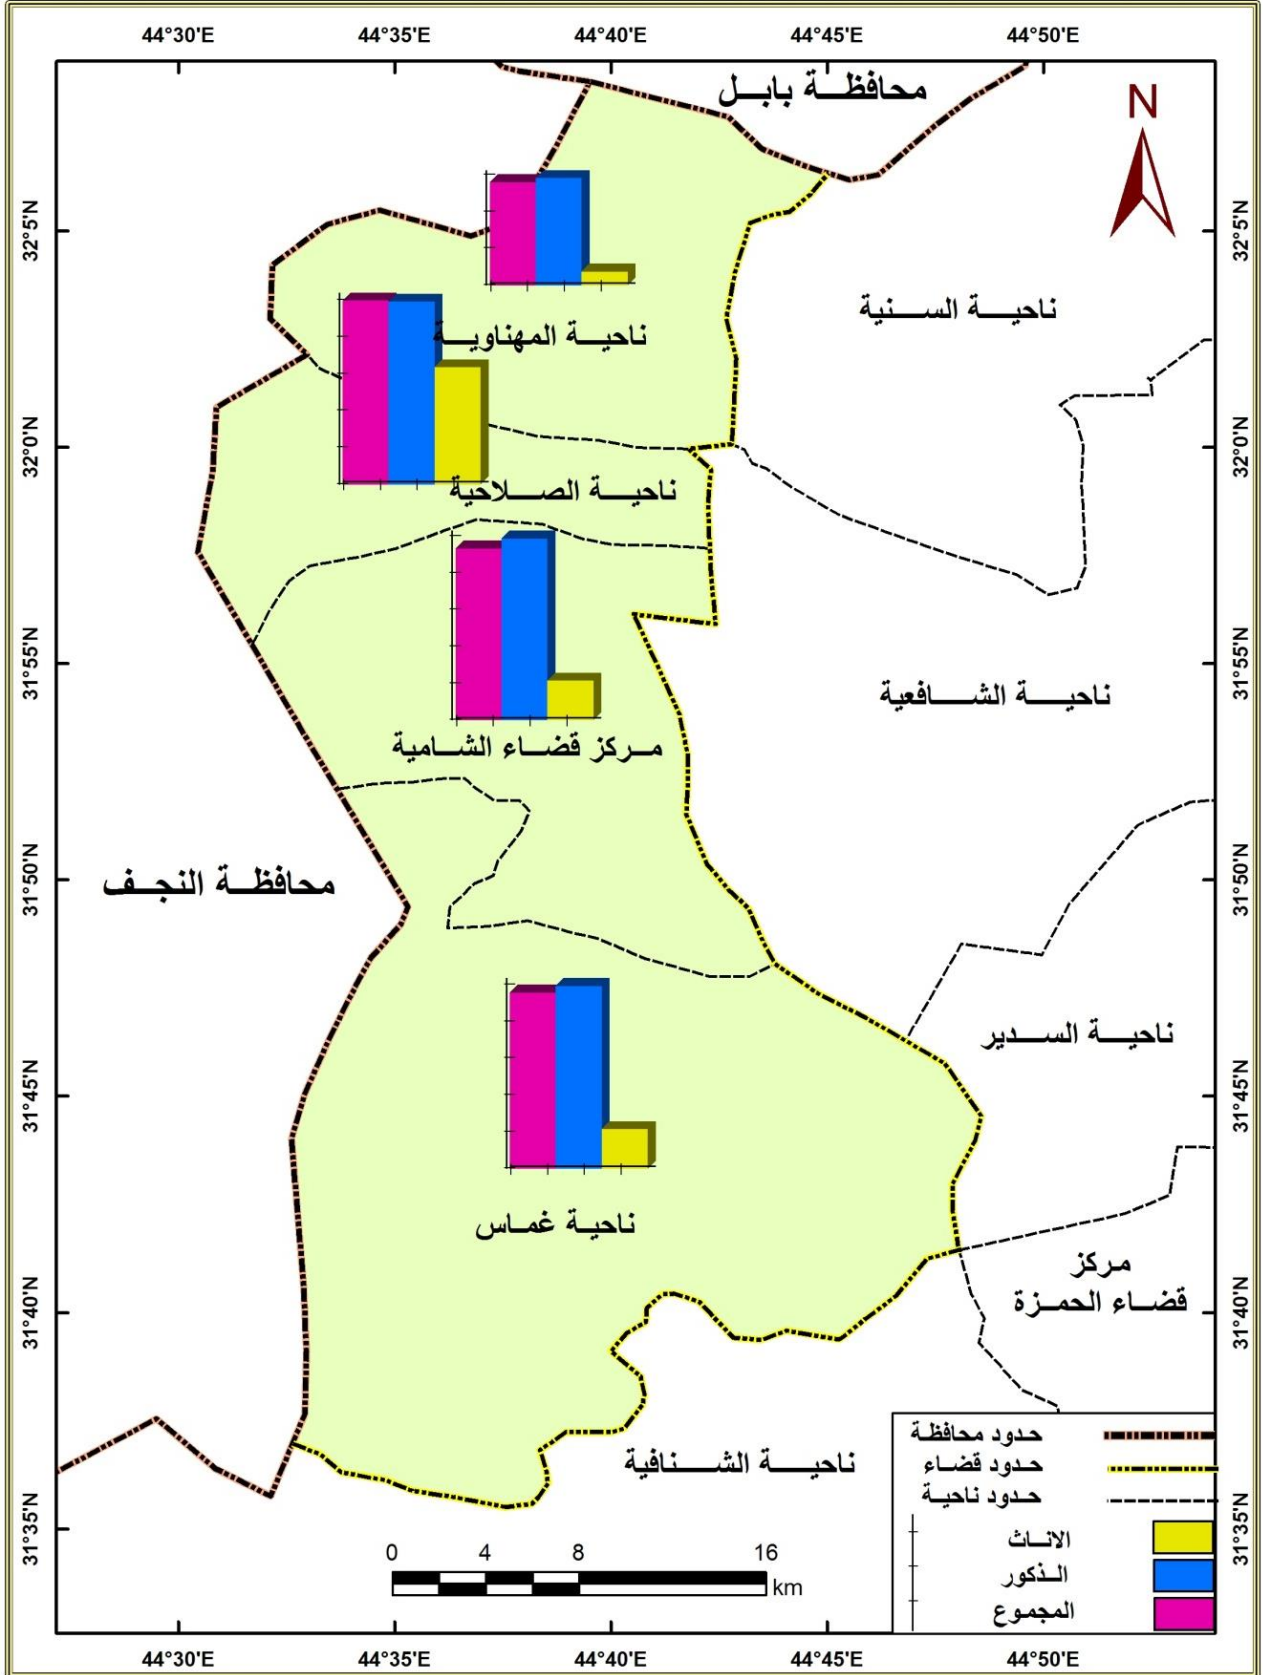 44°30'E 44°35'E 44°40'E 44°45'E 44°50'E
محافظة بابل
N
32°5'N 32°5'N
ناحية السنية
ناحية المهناوية
32°0'N 32°0'N
ناحية الصلاحية
31°55'N 31°55'N
ناحية الشافعية
مركز قضاء الشامية
31°50'N 31°50'N
محافظة النجف
ناحية السدير
31°45'N 31°45'N
ناحية غماس
مركز
قضاء الحمزة
31°40'N 31°40'N
ناحية الشنافية
حدود محافظة
حدود قضاء
حدود ناحية
31°35'N 31°35'N
الاناث
الذكور
المجموع
0 4 8 16
km
44°30'E 44°35'E 44°40'E 44°45'E 44°50'E